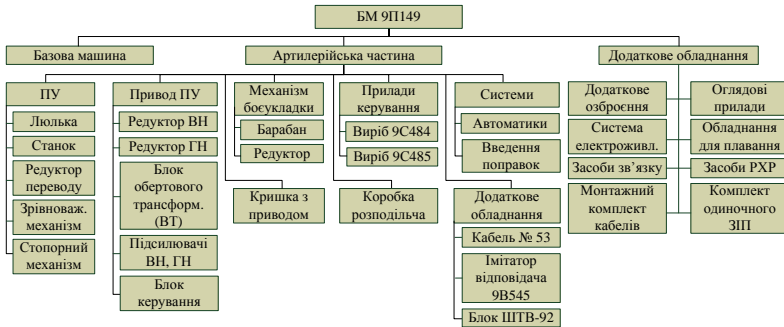 БМ 9П149
Базова машина
Артилерійська частина
Додаткове обладнання
ПУ
Люлька
Станок
Редуктор
переводу
Зрівноваж.
механізм
Стопорний
механізм
Привод ПУ
Редуктор ВН
Редуктор ГН
Блок
обертового
трансформ.
(ВТ)
Підсилювачі
ВН, ГН
Блок
керування
Механізм
боєукладки
Барабан
Редуктор
Кришка з
приводом
Прилади
керування
Виріб 9С484
Виріб 9С485
Коробка
розподільча
Системи
Автоматики
Введення
поправок
Додаткове
обладнання
Кабель № 53
Імітатор
відповідача
9В545
Блок ШТВ-92
Додаткове
озброєння
Система
електроживл.
Засоби зв’язку
Монтажний
комплект
кабелів
Оглядові
прилади
Обладнання
для плавання
Засоби РХР
Комплект
одиночного
ЗІП